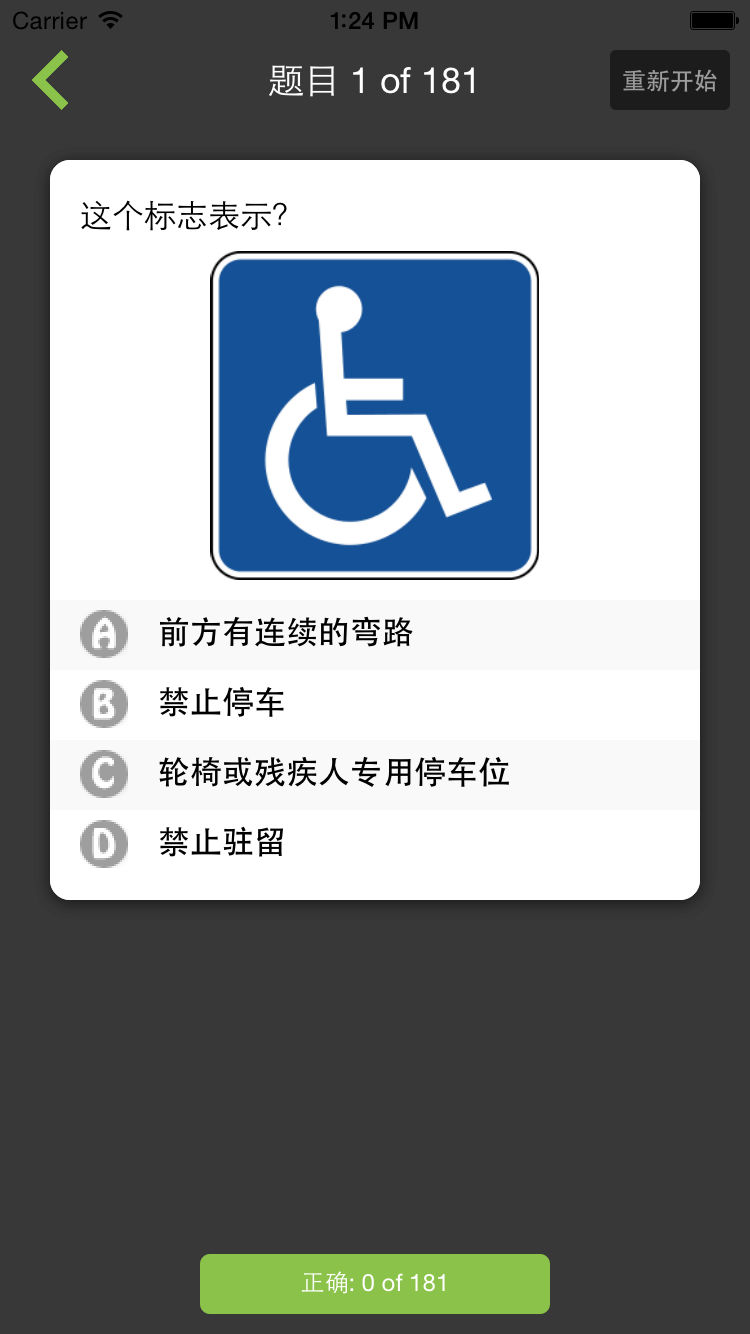 Carrier 1:24 PM
题目 1 of 181
重新开始
这个标志表示?
A 前方有连续的弯路
B 禁止停车
C 轮椅或残疾人专用停车位
D 禁止驻留
正确: 0 of 181